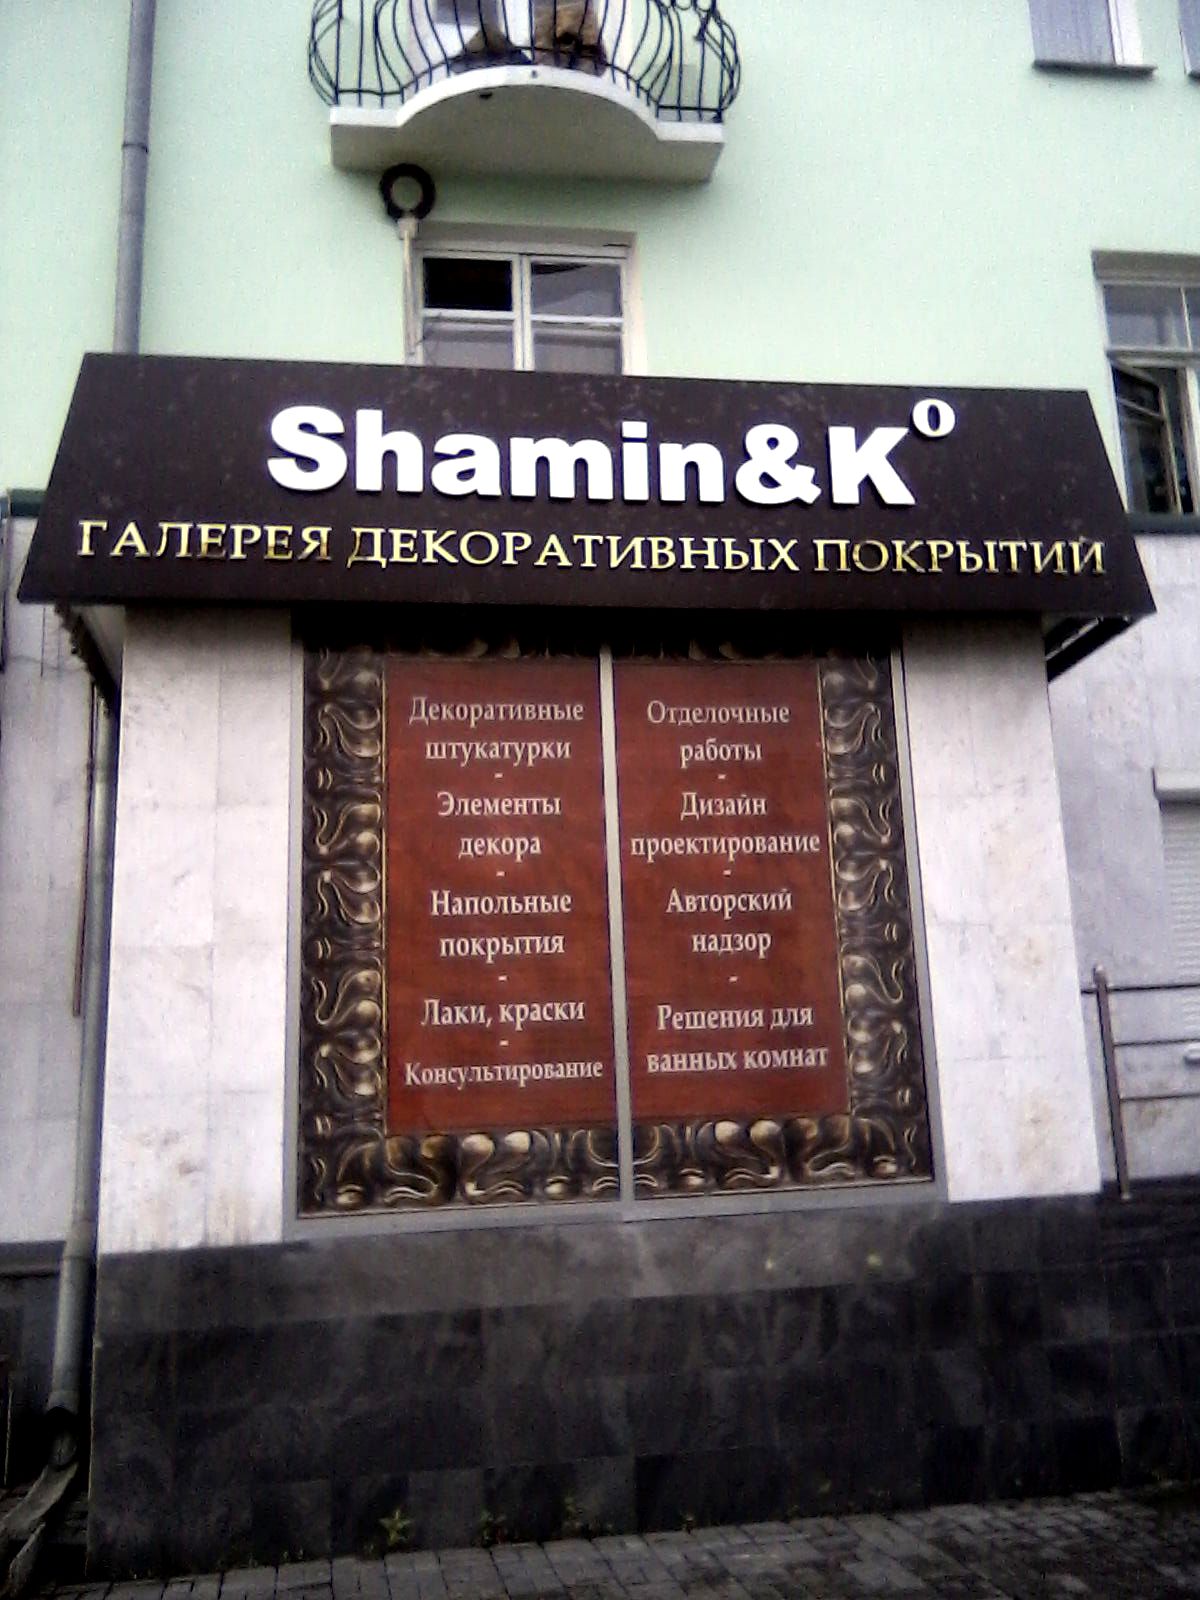 Shamin&Kº
ГАЛЕРЕЯ ДЕКОРАТИВНЫХ ПОКРЫТИЙ
Декоративные
штукатурки
-
Элементы
декора
-
Напольные
покрытия
-
Лаки, краски
-
Консультирование
Отделочные
работы
-
Дизайн
проектирование
-
Авторский
надзор
-
Решения для
ванных комнат